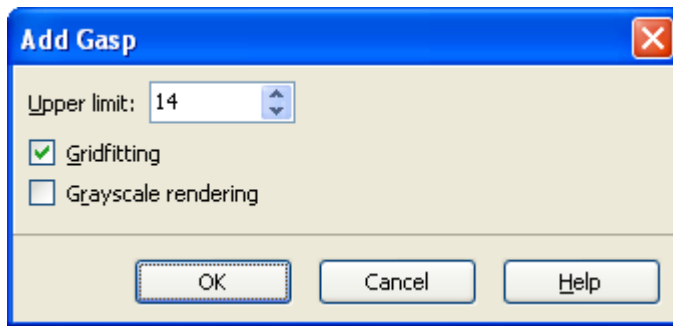 Add Gasp
Upper limit: 14
Gridfitting
Grayscale rendering
OK Cancel Help